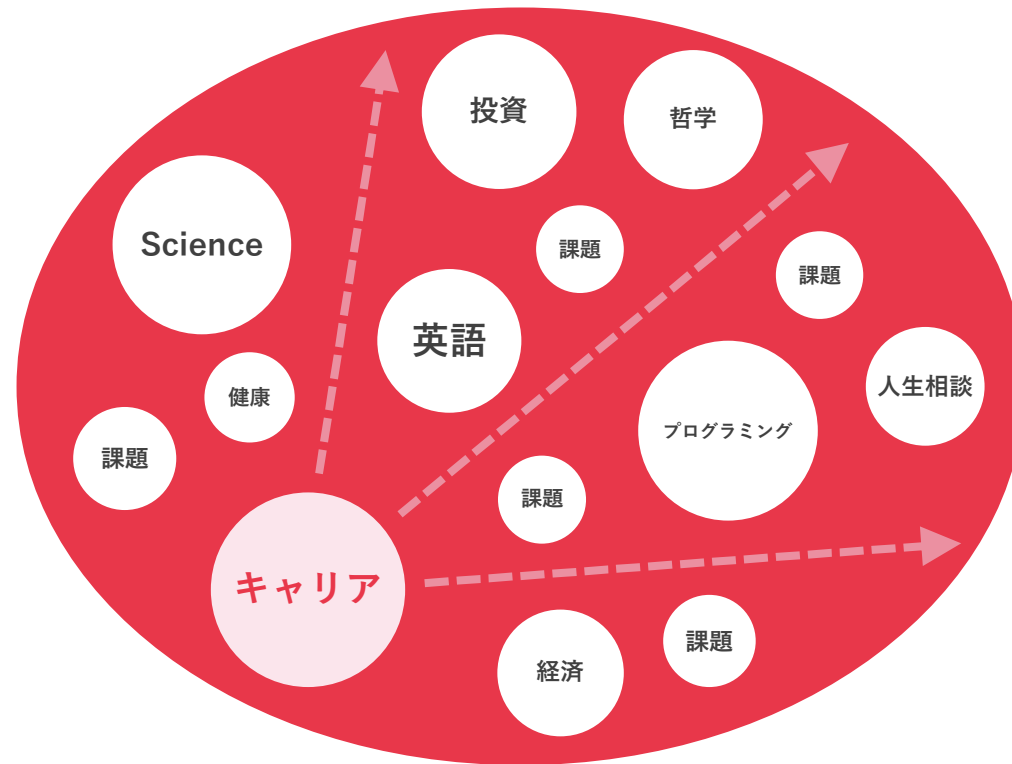 投資
哲学
Science
課題
課題
英語
健康
人生相談
プログラミング
課題
課題
キャリア
経済
課題